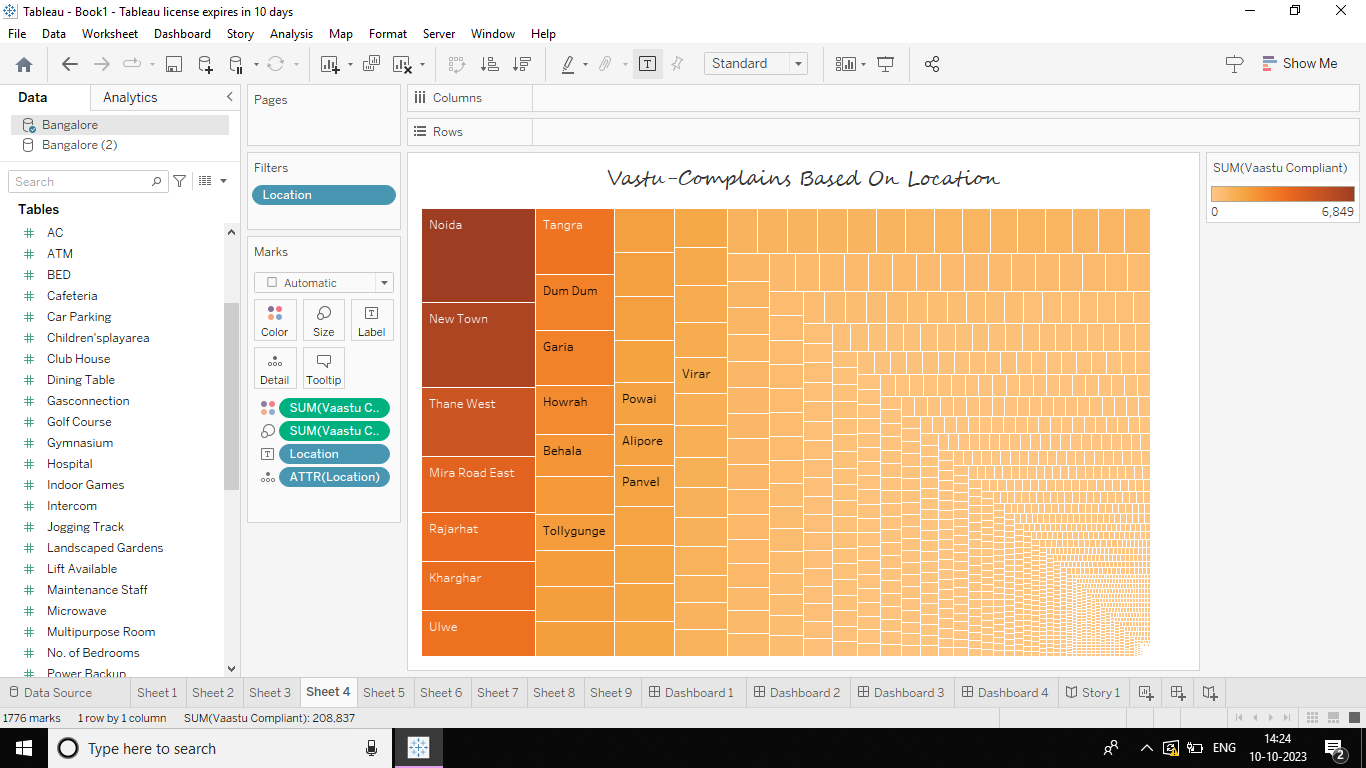 Tableau - Book1 - Tableau license expires in 10 days
File Data Worksheet Dashboard Story Analysis Map Format Server Window Help
Standard
Show Me
Data Analytics
Bangalore
Bangalore (2)
Search
Tables
AC
ATM
BED
Cafeteria
Car Parking
Children'splayarea
Club House
Dining Table
Gasconnection
Golf Course
Gymnasium
Hospital
Indoor Games
Intercom
Jogging Track
Landscaped Gardens
Lift Available
Maintenance Staff
Microwave
Multipurpose Room
No. of Bedrooms
Power Backup
Pages
Filters
Location
Marks
Automatic
Color Size Label
Detail Tooltip
SUM(Vaastu C..
SUM(Vaastu C..
Location
ATTR(Location)
Columns
Rows
Vastu-Complains Based On Location
Noida
New Town
Thane West
Mira Road East
Rajarhat
Kharghar
Ulwe
Tangra
Dum Dum
Garia
Howrah
Behala
Tollygunge
Powai
Alipore
Panvel
Virar
SUM(Vaastu Compliant)
0 6,849
Data Source Sheet 1 Sheet 2 Sheet 3 Sheet 4 Sheet 5 Sheet 6 Sheet 7 Sheet 8 Sheet 9 Dashboard 1 Dashboard 2 Dashboard 3 Dashboard 4 Story 1
1776 marks 1 row by 1 column SUM(Vaastu Compliant): 208,837
Type here to search
ENG
14:24
10-10-2023
2